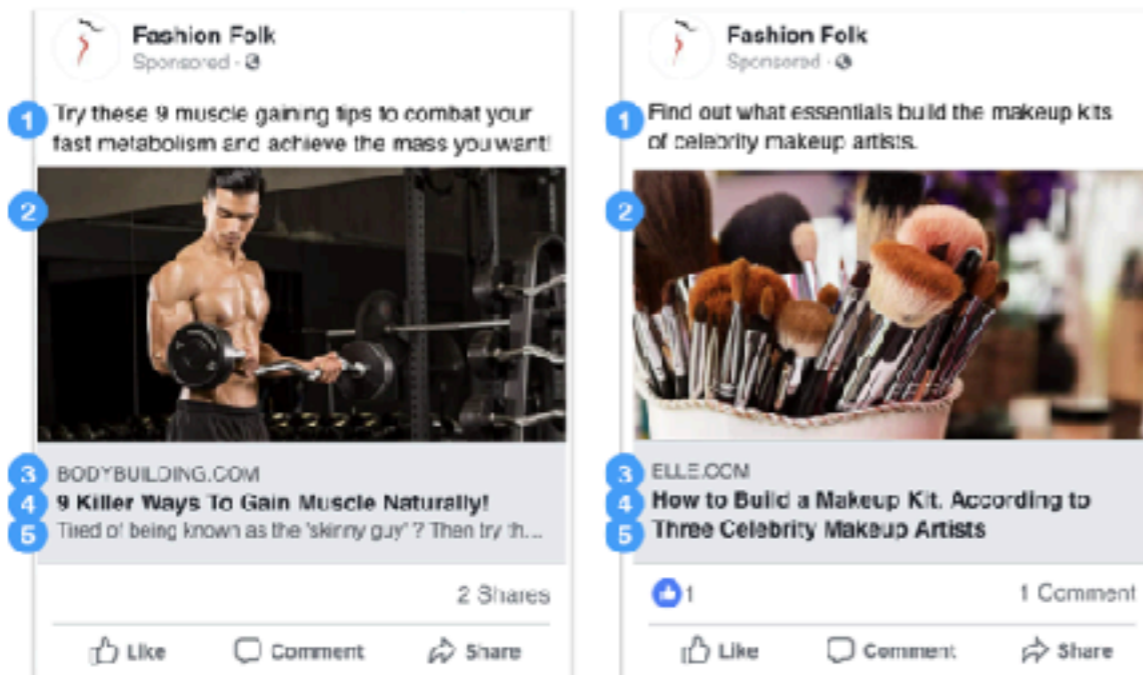 Fashion Folk
Sponsored ·
1 Try these 9 muscle gaining tips to combat your
fast metabolism and achieve the mass you want!
2
3 BODYBUILDING.COM
4 9 Killer Ways To Gain Muscle Naturally!
5 Tired of being known as the 'skinny guy' ? Then try th...
2 Shares
Like Comment Share
Fashion Folk
Sponsored ·
1 Find out what essentials build the makeup kits
of celebrity makeup artists.
2
3 ELLE.COM
4 How to Build a Makeup Kit, According to
5 Three Celebrity Makeup Artists
1 1 Comment
Like Comment Share